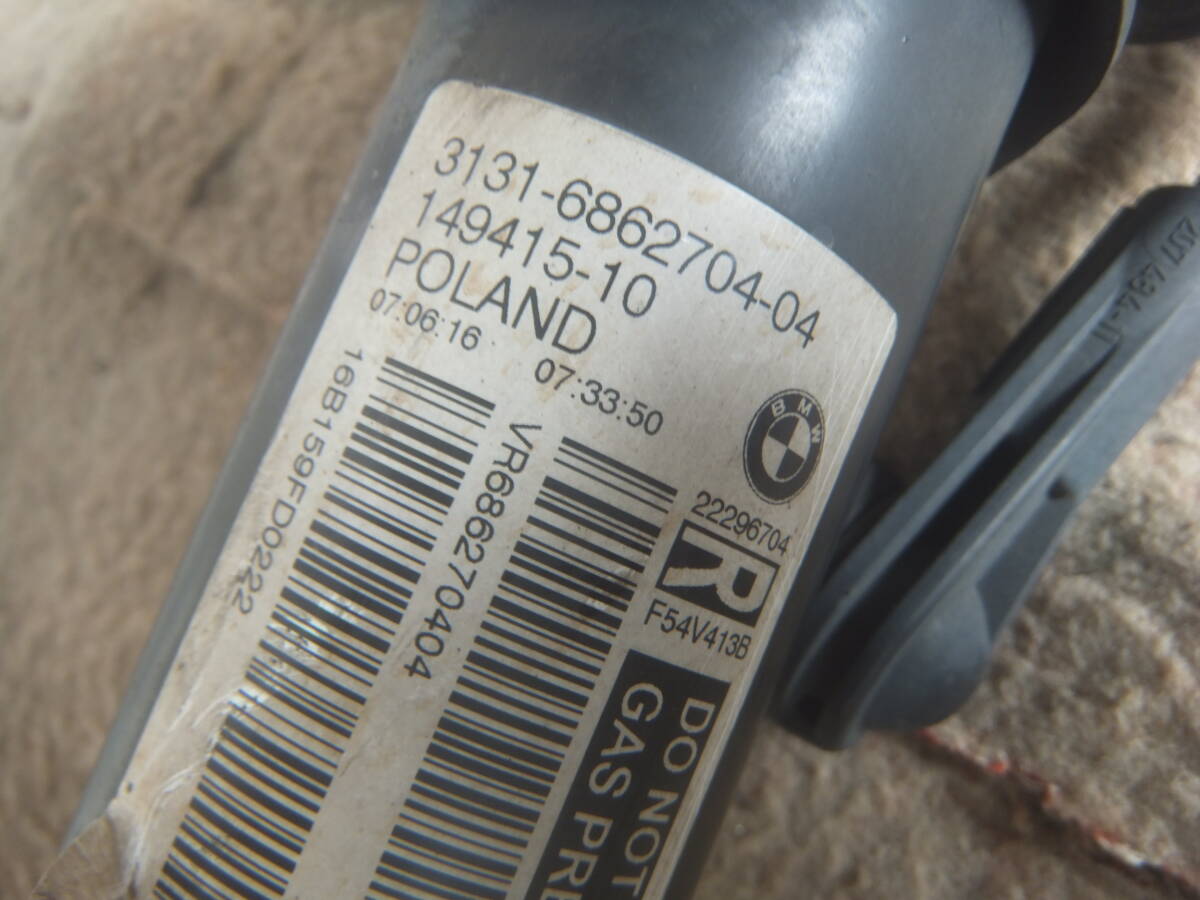 3131-6862704-04
149415-10
POLAND
07:06:16 07:33:50
BMW
16B159FD0222
VR686270404
22296704
R
F54V413B
DO NOT
GAS PRE